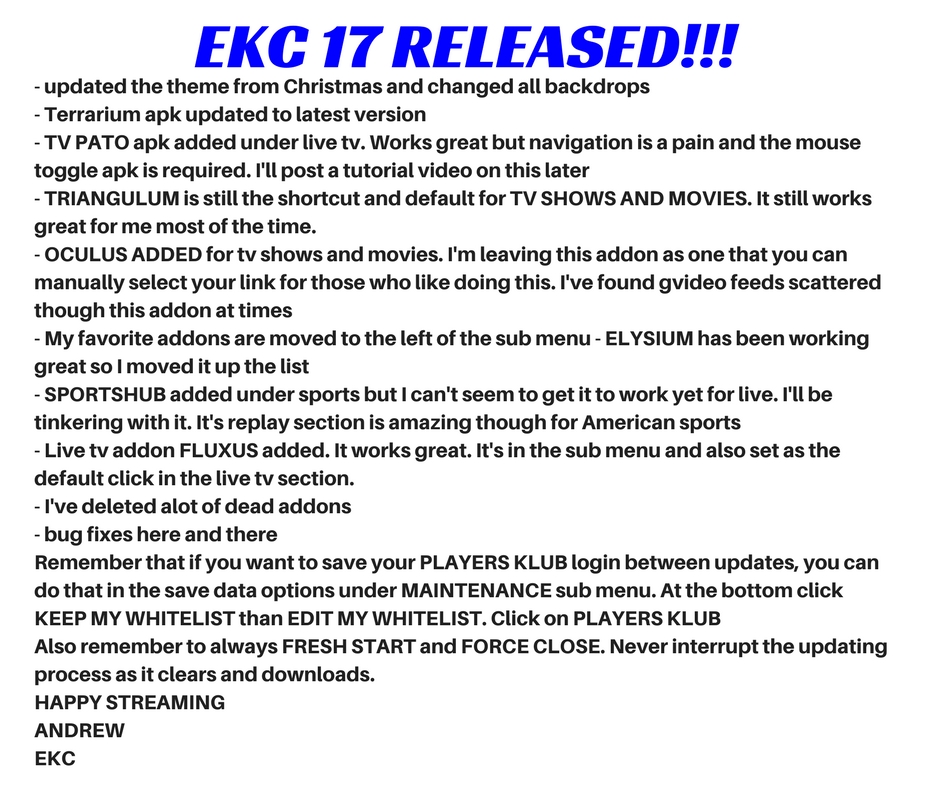 EKC 17 RELEASED!!!
- updated the theme from Christmas and changed all backdrops
- Terrarium apk updated to latest version
- TV PATO apk added under live tv. Works great but navigation is a pain and the mouse
toggle apk is required. I'll post a tutorial video on this later
- TRIANGULUM is still the shortcut and default for TV SHOWS AND MOVIES. It still works
great for me most of the time.
- OCULUS ADDED for tv shows and movies. I'm leaving this addon as one that you can
manually select your link for those who like doing this. I've found gvideo feeds scattered
though this addon at times
- My favorite addons are moved to the left of the sub menu - ELYSIUM has been working
great so I moved it up the list
- SPORTSHUB added under sports but I can't seem to get it to work yet for live. I'll be
tinkering with it. It's replay section is amazing though for American sports
- Live tv addon FLUXUS added. It works great. It's in the sub menu and also set as the
default click in the live tv section.
- I've deleted alot of dead addons
- bug fixes here and there
Remember that if you want to save your PLAYERS KLUB login between updates, you can
do that in the save data options under MAINTENANCE sub menu. At the bottom click
KEEP MY WHITELIST than EDIT MY WHITELIST. Click on PLAYERS KLUB
Also remember to always FRESH START and FORCE CLOSE. Never interrupt the updating
process as it clears and downloads.
HAPPY STREAMING
ANDREW
EKC